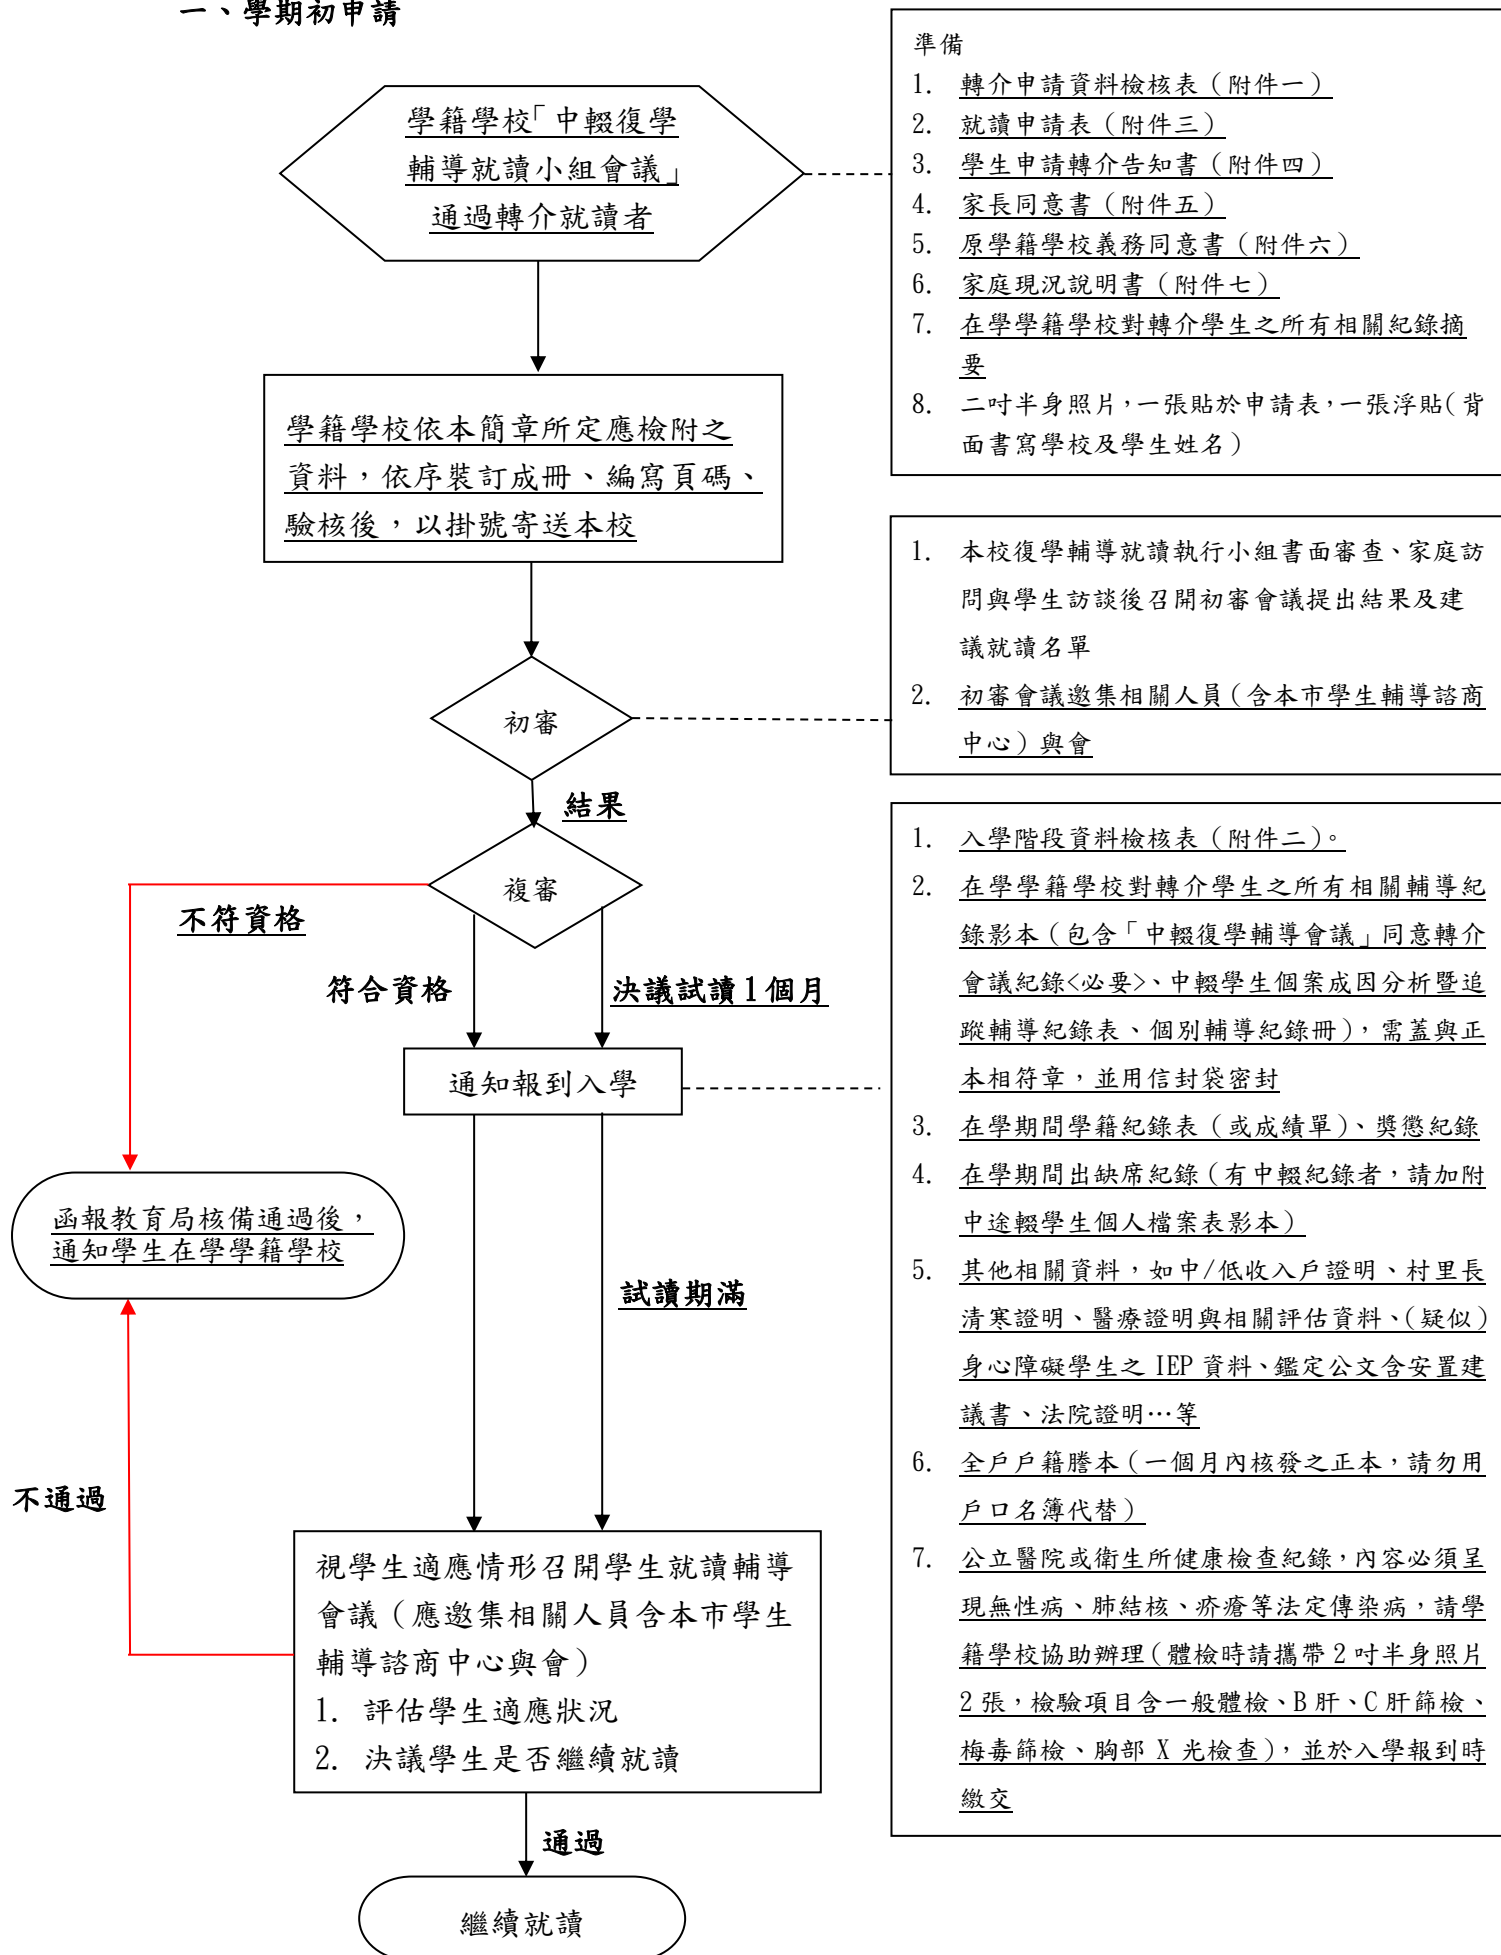 一、學期初申請
學籍學校「中輟復學
輔導就讀小組會議」
通過轉介就讀者
準備
1. 轉介申請資料檢核表（附件一）
2. 就讀申請表（附件三）
3. 學生申請轉介告知書（附件四）
4. 家長同意書（附件五）
5. 原學籍學校義務同意書（附件六）
6. 家庭現況說明書（附件七）
7. 在學學籍學校對轉介學生之所有相關紀錄摘
要
8. 二吋半身照片，一張貼於申請表，一張浮貼（背
面書寫學校及學生姓名）
學籍學校依本簡章所定應檢附之
資料，依序裝訂成冊、編寫頁碼、
驗核後，以掛號寄送本校
初審
1. 本校復學輔導就讀執行小組書面審查、家庭訪
問與學生訪談後召開初審會議提出結果及建
議就讀名單
2. 初審會議邀集相關人員（含本市學生輔導諮商
中心）與會
結果
複審
不符資格
符合資格
決議試讀1個月
通知報到入學
1. 入學階段資料檢核表（附件二）。
2. 在學學籍學校對轉介學生之所有相關輔導紀
錄影本（包含「中輟復學輔導會議」同意轉介
會議紀錄<必要>、中輟學生個案成因分析暨追
蹤輔導紀錄表、個別輔導紀錄冊），需蓋與正
本相符章，並用信封袋密封
3. 在學期間學籍紀錄表（或成績單）、獎懲紀錄
4. 在學期間出缺席紀錄（有中輟紀錄者，請加附
中途輟學生個人檔案表影本）
5. 其他相關資料，如中/低收入戶證明、村里長
清寒證明、醫療證明與相關評估資料、（疑似）
身心障礙學生之 IEP 資料、鑑定公文含安置建
議書、法院證明…等
6. 全戶戶籍謄本（一個月內核發之正本，請勿用
戶口名簿代替）
7. 公立醫院或衛生所健康檢查紀錄，內容必須呈
現無性病、肺結核、疥瘡等法定傳染病，請學
籍學校協助辦理（體檢時請攜帶 2 吋半身照片
2 張，檢驗項目含一般體檢、B 肝、C 肝篩檢、
梅毒篩檢、胸部 X 光檢查），並於入學報到時
繳交
函報教育局核備通過後，
通知學生在學學籍學校
試讀期滿
不通過
視學生適應情形召開學生就讀輔導
會議（應邀集相關人員含本市學生
輔導諮商中心與會）
1. 評估學生適應狀況
2. 決議學生是否繼續就讀
通過
繼續就讀